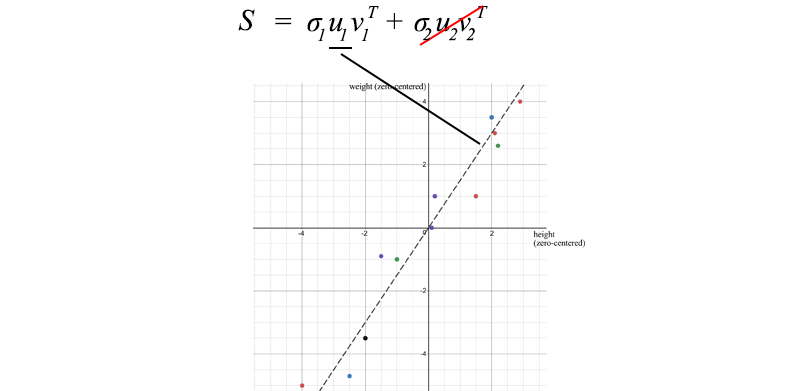 S = σ₁u₁v₁ᵀ + σ₂u₂v₂ᵀ
weight (zero-centered)
4
2
-4 -2 0 2
height
(zero-centered)
-2
-4